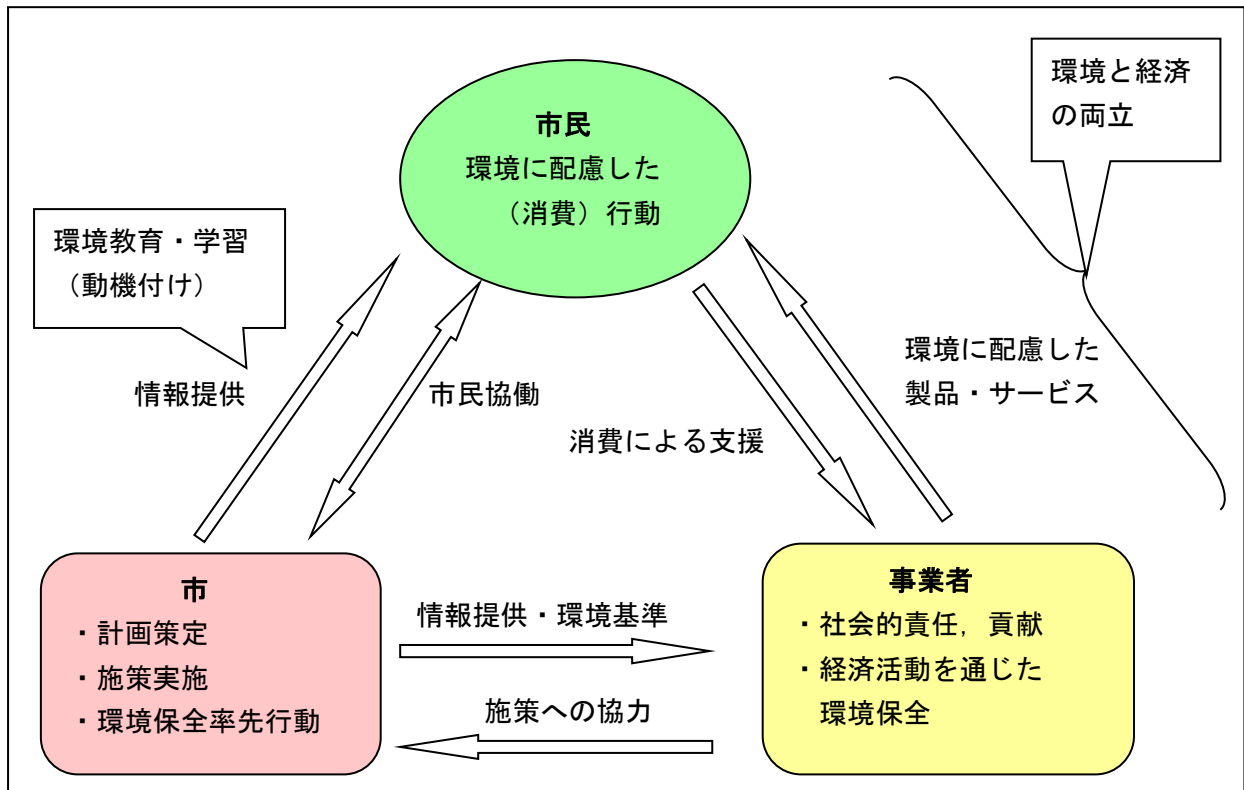 環境と経済
の両立
市民
環境に配慮した
（消費）行動
環境教育・学習
（動機付け）
情報提供
市民協働
消費による支援
環境に配慮した
製品・サービス
市
・計画策定
・施策実施
・環境保全率先行動
情報提供・環境基準
施策への協力
事業者
・社会的責任，貢献
・経済活動を通じた
環境保全